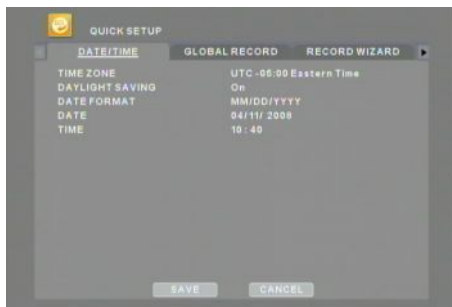 QUICK SETUP
DATE/TIME GLOBAL RECORD RECORD WIZARD
TIME ZONE UTC -05:00 Eastern Time
DAYLIGHT SAVING On
DATE FORMAT MM/DD/YYYY
DATE 04/11/ 2008
TIME 10 : 40
SAVE CANCEL